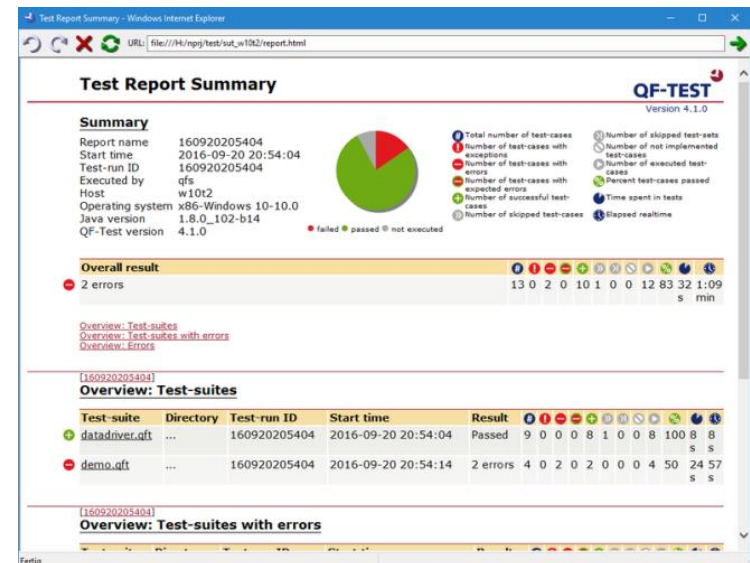 Test Report Summary - Windows Internet Explorer
URL: file:///H:/nprj/test/sut_w10t2/report.html
Test Report Summary
QF-TEST
Version 4.1.0
Summary
Report name 160920205404
Start time 2016-09-20 20:54:04
Test-run ID 160920205404
Executed by qfs
Host w10t2
Operating system x86-Windows 10-10.0
Java version 1.8.0_102-b14
QF-Test version 4.1.0
failed passed not executed
Total number of test-cases
Number of test-cases with
exceptions
Number of test-cases with
errors
Number of test-cases with
expected errors
Number of successful test-
cases
Number of skipped test-cases
Number of skipped test-sets
Number of not implemented
test-cases
Number of executed test-
cases
Percent test-cases passed
Time spent in tests
Elapsed realtime
Overall result
2 errors 13 0 2 0 10 1 0 0 12 83 32 1:09
s min
Overview: Test-suites
Overview: Test-suites with errors
Overview: Errors
[160920205404]
Overview: Test-suites
Test-suite Directory Test-run ID Start time Result
datadriver.qft ... 160920205404 2016-09-20 20:54:04 Passed 9 0 0 0 8 1 0 0 8 100 8 8
s s
demo.qft ... 160920205404 2016-09-20 20:54:14 2 errors 4 0 2 0 2 0 0 0 4 50 24 57
s s
[160920205404]
Overview: Test-suites with errors
Fertig